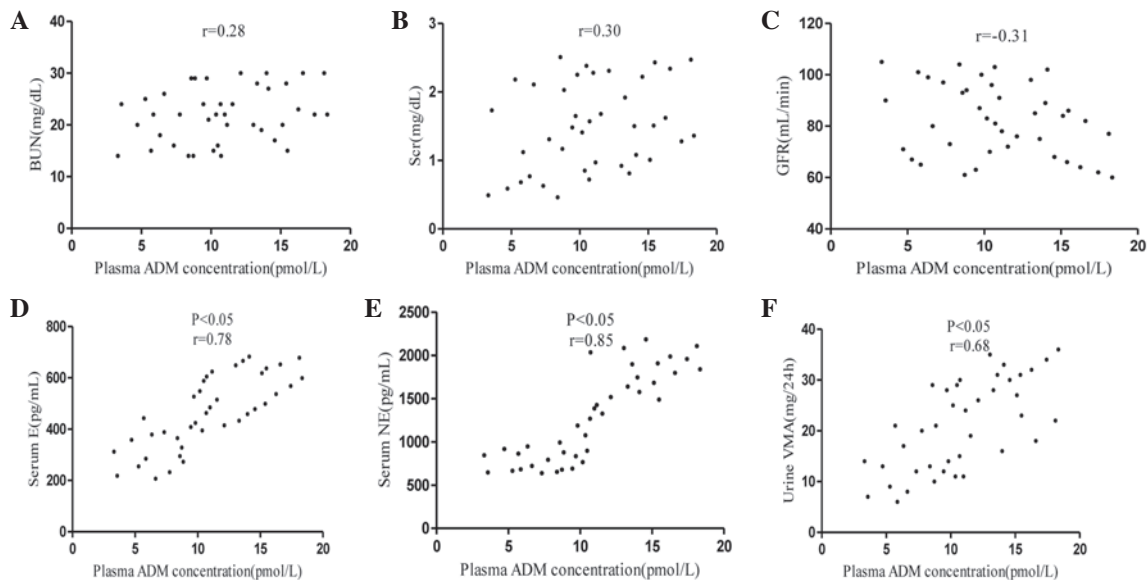 A
r=0.28
40
30
20
10
0
BUN(mg/dL)
0 5 10 15 20
Plasma ADM concentration(pmol/L)
B
r=0.30
3
2
1
0
Scr(mg/dL)
0 5 10 15 20
Plasma ADM concentration(pmol/L)
C
r=-0.31
120
100
80
60
40
GFR(mL/min)
0 5 10 15 20
Plasma ADM concentration(pmol/L)
D
P<0.05
r=0.78
800
600
400
200
0
Serum E(pg/mL)
0 5 10 15 20
Plasma ADM concentration(pmol/L)
E
P<0.05
r=0.85
2500
2000
1500
1000
500
0
Serum NE(pg/mL)
0 5 10 15 20
Plasma ADM concentration(pmol/L)
F
P<0.05
r=0.68
40
30
20
10
0
Urine VMA(mg/24h)
0 5 10 15 20
Plasma ADM concentration(pmol/L)